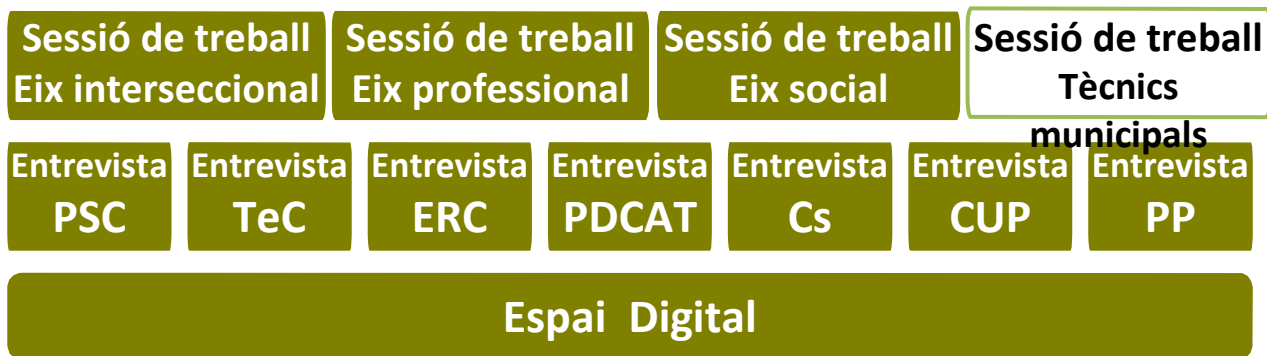 Sessió de treball
Eix interseccional
Sessió de treball
Eix professional
Sessió de treball
Eix social
Sessió de treball
Tècnics
municipals
Entrevista
PSC
Entrevista
TeC
Entrevista
ERC
Entrevista
PDCAT
Entrevista
Cs
Entrevista
CUP
Entrevista
PP
Espai Digital